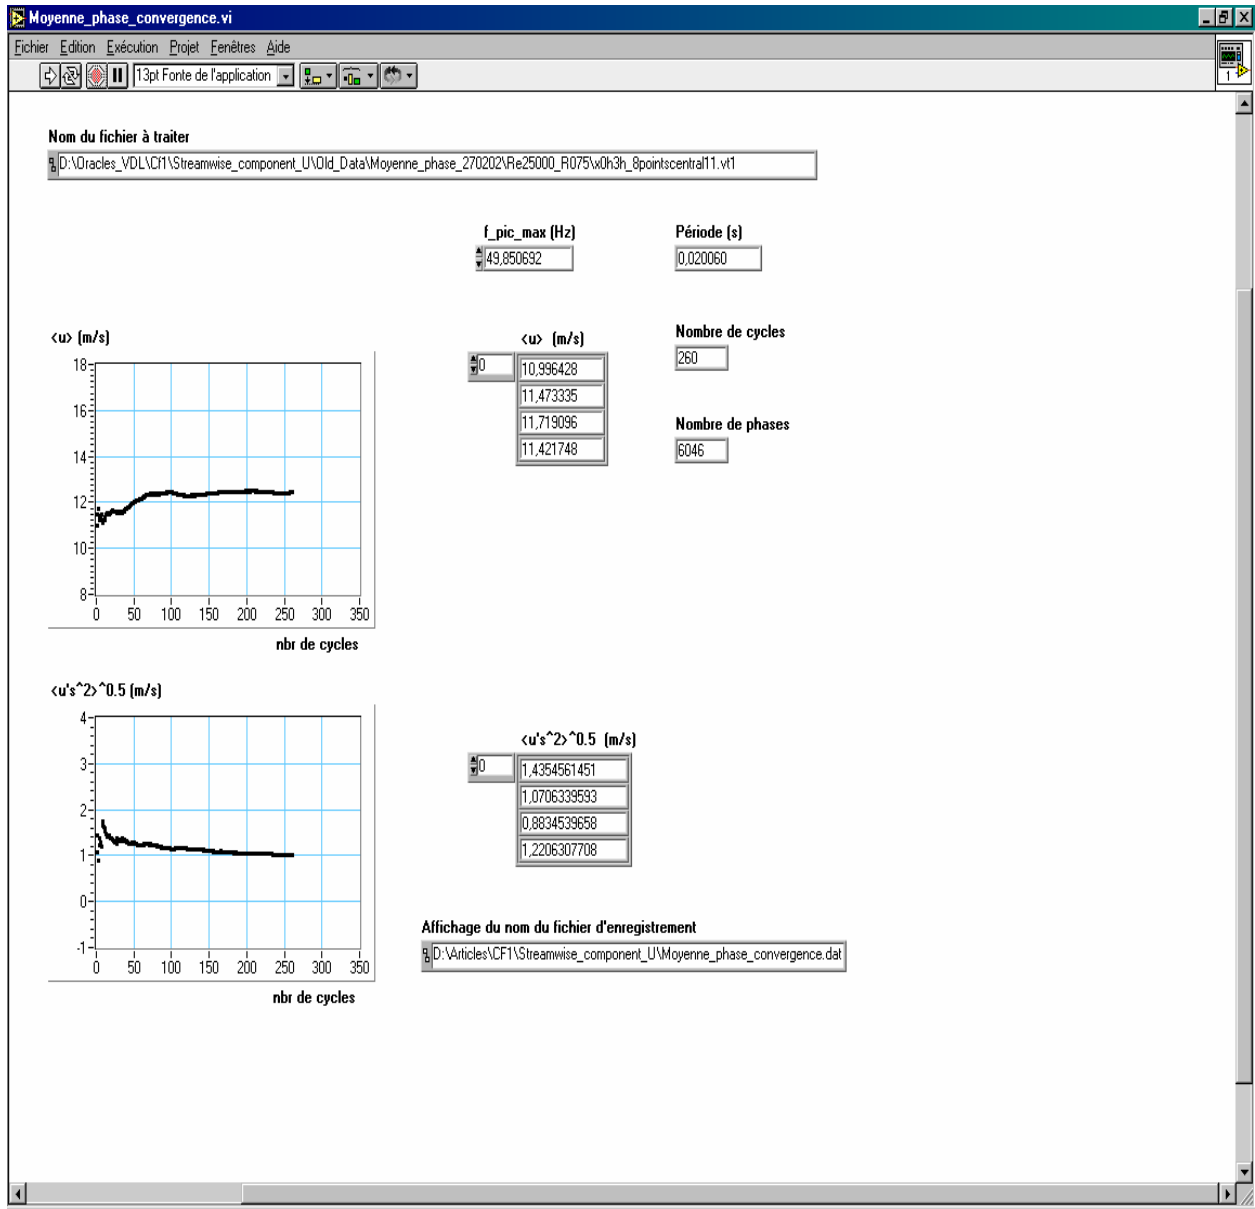 Moyenne_phase_convergence.vi
Fichier Edition Exécution Projet Fenêtres Aide
13pt Fonte de l'application
1
Nom du fichier à traiter
D:\Oracles_VDL\Cf1\Streamwise_component_U\Old_Data\Moyenne_phase_270202\Re25000_R075\x0h3h_8pointscentral11.vt1
f_pic_max (Hz)
Période (s)
49,850692
0,020060
<u> (m/s)
18
16
14
12
10
8
0 50 100 150 200 250 300 350
nbr de cycles
<u> (m/s)
0
10,996428
11,473335
11,719096
11,421748
Nombre de cycles
260
Nombre de phases
6046
<u's^2>^0.5 (m/s)
4
3
2
1
0
-1
0 50 100 150 200 250 300 350
nbr de cycles
<u's^2>^0.5 (m/s)
0
1,4354561451
1,0706339593
0,8834539658
1,2206307708
Affichage du nom du fichier d'enregistrement
D:\Articles\CF1\Streamwise_component_U\Moyenne_phase_convergence.dat